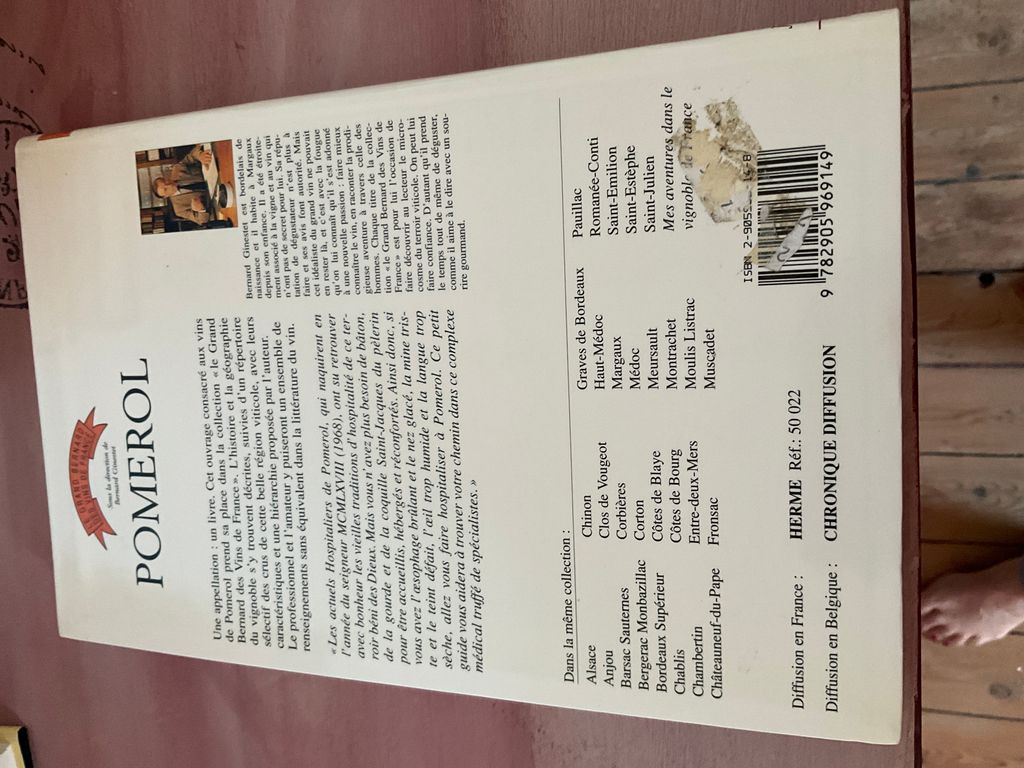 LE GRAND BERNARD
DES VINS DE FRANCE
Sous la direction de
Bernard Ginestet
POMEROL
Une appellation : un livre. Cet ouvrage consacré aux vins
de Pomerol prend sa place dans la collection « le Grand
Bernard des Vins de France ». L'histoire et la géographie
du vignoble s'y trouvent décrites, suivies d'un répertoire
sélectif des crus de cette belle région viticole, avec leurs
caractéristiques et une hiérarchie proposée par l'auteur.
Le professionnel et l'amateur y puiseront un ensemble de
renseignements sans équivalent dans la littérature du vin.
« Les actuels Hospitaliers de Pomerol, qui naquirent en
l'année du seigneur MCMLXVIII (1968), ont su retrouver
avec bonheur les vieilles traditions d'hospitalité de ce ter-
roir béni des Dieux. Mais vous n'avez plus besoin de bâton,
de la gourde et de la coquille Saint-Jacques du pèlerin
pour être accueillis, hébergés et réconfortés. Ainsi donc, si
vous avez l'œsophage brûlant et le nez glacé, la mine tris-
te et le teint défait, l'œil trop humide et la langue trop
sèche, allez vous faire hospitaliser à Pomerol. Ce petit
guide vous aidera à trouver votre chemin dans ce complexe
médical truffé de spécialistes. »
Bernard Ginestet est bordelais de
naissance et il habite à Margaux
depuis son enfance. Il a été étroite-
ment associé à la vigne et au vin qui
n'ont pas de secret pour lui. Sa répu-
tation de dégustateur n'est plus à
faire et ses avis font autorité. Mais
cet idéaliste du grand vin ne pouvait
en rester là, et c'est avec la fougue
qu'on lui connaît qu'il s'est adonné
à une nouvelle passion : faire mieux
connaître le vin, en raconter la prodi-
gieuse aventure à travers celle des
hommes. Chaque titre de la collec-
tion « le Grand Bernard des Vins de
France » est pour lui l'occasion de
faire découvrir au lecteur le micro-
cosme du terroir viticole. On peut lui
faire confiance. D'autant qu'il prend
le temps tout de même de déguster,
comme il aime à le dire avec un sou-
rire gourmand.
Dans la même collection :
Alsace
Anjou
Barsac Sauternes
Bergerac Monbazillac
Bordeaux Supérieur
Chablis
Chambertin
Châteauneuf-du-Pape
Chinon
Clos de Vougeot
Corbières
Corton
Côtes de Blaye
Côtes de Bourg
Entre-deux-Mers
Fronsac
Graves de Bordeaux
Haut-Médoc
Margaux
Médoc
Meursault
Montrachet
Moulis Listrac
Muscadet
Pauillac
Romanée-Conti
Saint-Emilion
Saint-Estèphe
Saint-Julien
Mes aventures dans le
vignoble de France
Diffusion en France : HERME Réf.: 50 022
Diffusion en Belgique : CHRONIQUE DIFFUSION
ISBN 2-9055
9 782905 969149